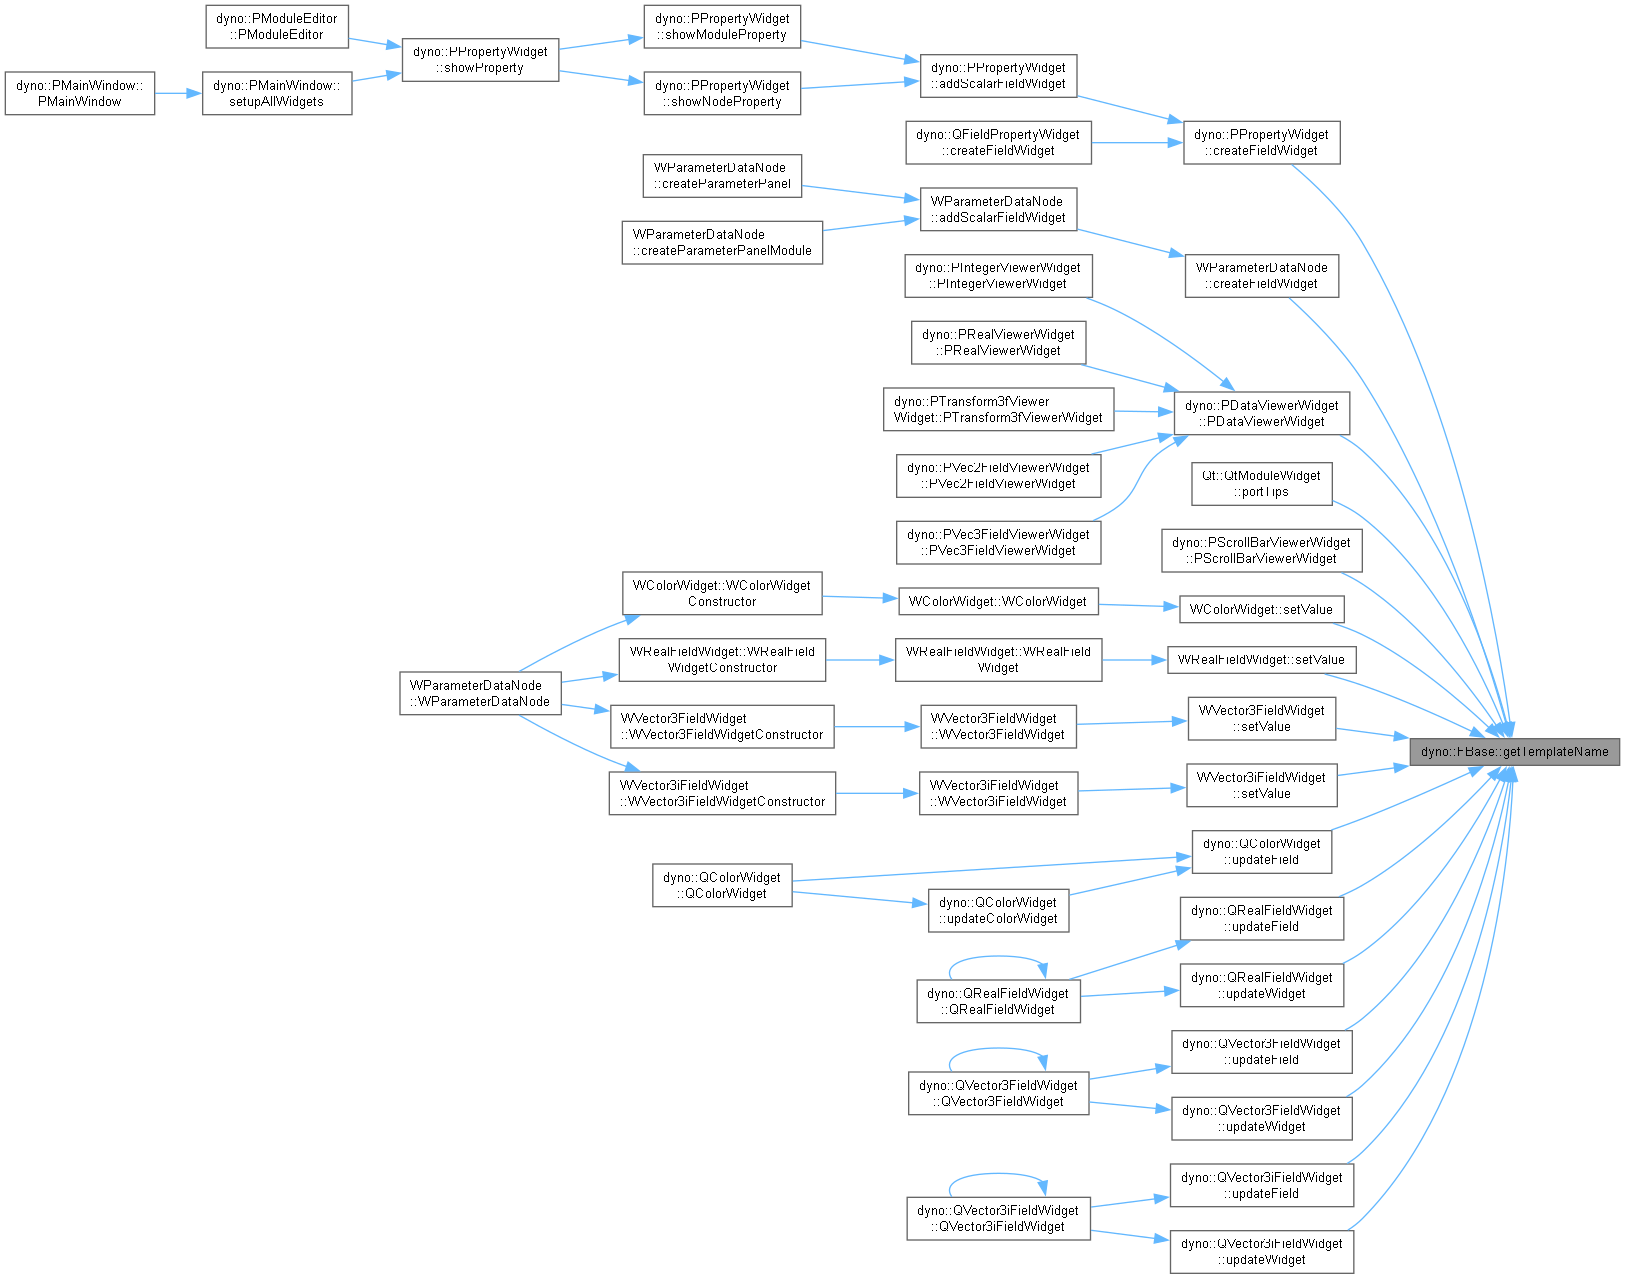 dyno::PModuleEditor
::PModuleEditor
dyno::PMainWindow::
PMainWindow
dyno::PMainWindow::
setupAllWidgets
dyno::PPropertyWidget
::showProperty
dyno::PPropertyWidget
::showModuleProperty
dyno::PPropertyWidget
::showNodeProperty
dyno::PPropertyWidget
::addScalarFieldWidget
dyno::QFieldPropertyWidget
::createFieldWidget
dyno::PPropertyWidget
::createFieldWidget
WParameterDataNode
::createParameterPanel
WParameterDataNode
::createParameterPanelModule
WParameterDataNode
::addScalarFieldWidget
WParameterDataNode
::createFieldWidget
dyno::PIntegerViewerWidget
::PIntegerViewerWidget
dyno::PRealViewerWidget
::PRealViewerWidget
dyno::PTransform3fViewer
Widget::PTransform3fViewerWidget
dyno::PVec2FieldViewerWidget
::PVec2FieldViewerWidget
dyno::PVec3FieldViewerWidget
::PVec3FieldViewerWidget
dyno::PDataViewerWidget
::PDataViewerWidget
Qt::QtModuleWidget
::portTips
dyno::PScrollBarViewerWidget
::PScrollBarViewerWidget
WColorWidget::WColorWidget
Constructor
WColorWidget::WColorWidget
WColorWidget::setValue
WRealFieldWidget::WRealField
WidgetConstructor
WRealFieldWidget::WRealField
Widget
WRealFieldWidget::setValue
WParameterDataNode
::WParameterDataNode
WVector3FieldWidget
::WVector3FieldWidgetConstructor
WVector3FieldWidget
::WVector3FieldWidget
WVector3FieldWidget
::setValue
dyno::FBase::getTemplateName
WVector3iFieldWidget
::WVector3iFieldWidgetConstructor
WVector3iFieldWidget
::WVector3iFieldWidget
WVector3iFieldWidget
::setValue
dyno::QColorWidget
::updateField
dyno::QColorWidget
::QColorWidget
dyno::QColorWidget
::updateColorWidget
dyno::QRealFieldWidget
::updateField
dyno::QRealFieldWidget
::QRealFieldWidget
dyno::QRealFieldWidget
::updateWidget
dyno::QVector3FieldWidget
::updateField
dyno::QVector3FieldWidget
::QVector3FieldWidget
dyno::QVector3FieldWidget
::updateWidget
dyno::QVector3iFieldWidget
::updateField
dyno::QVector3iFieldWidget
::QVector3iFieldWidget
dyno::QVector3iFieldWidget
::updateWidget